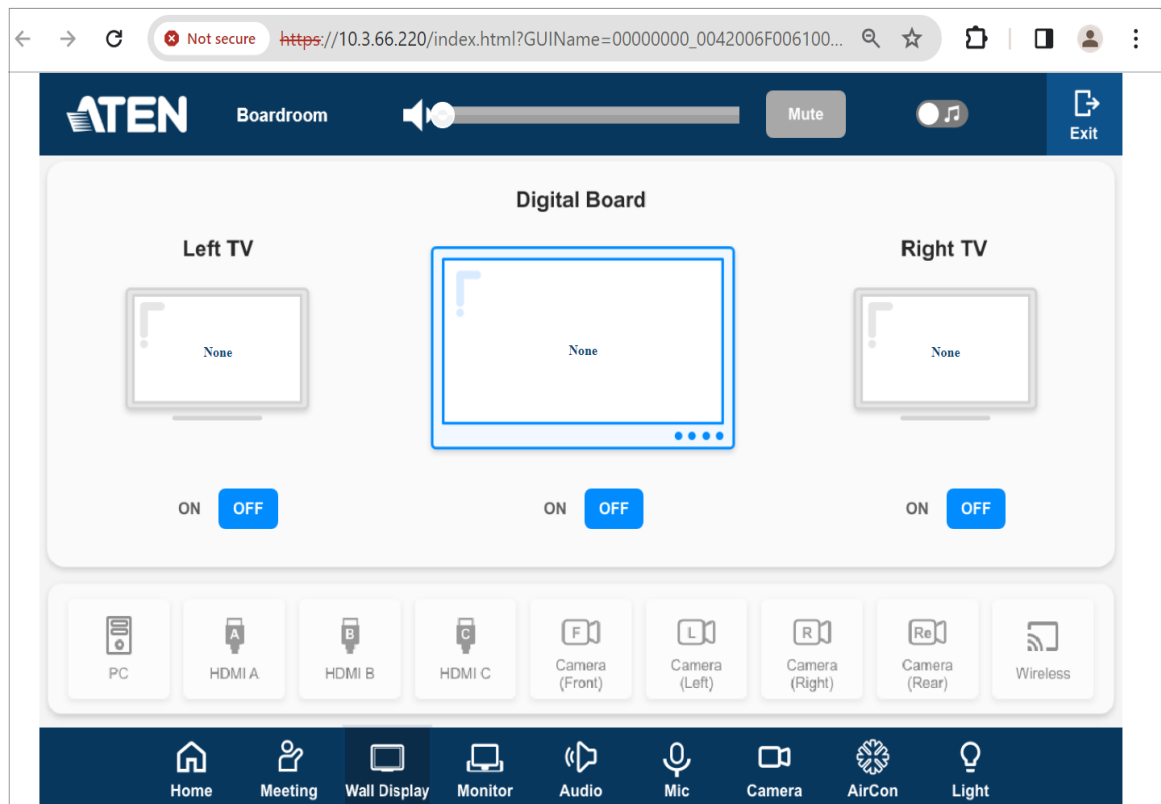 Not secure https://10.3.66.220/index.html?GUIName=00000000_0042006F006100...
ATEN Boardroom Mute Exit
Digital Board
Left TV
Right TV
None
None
None
ON OFF
ON OFF
ON OFF
PC
A
HDMI A
B
HDMI B
C
HDMI C
F
Camera
(Front)
L
Camera
(Left)
R
Camera
(Right)
Re
Camera
(Rear)
Wireless
Home Meeting Wall Display Monitor Audio Mic Camera AirCon Light